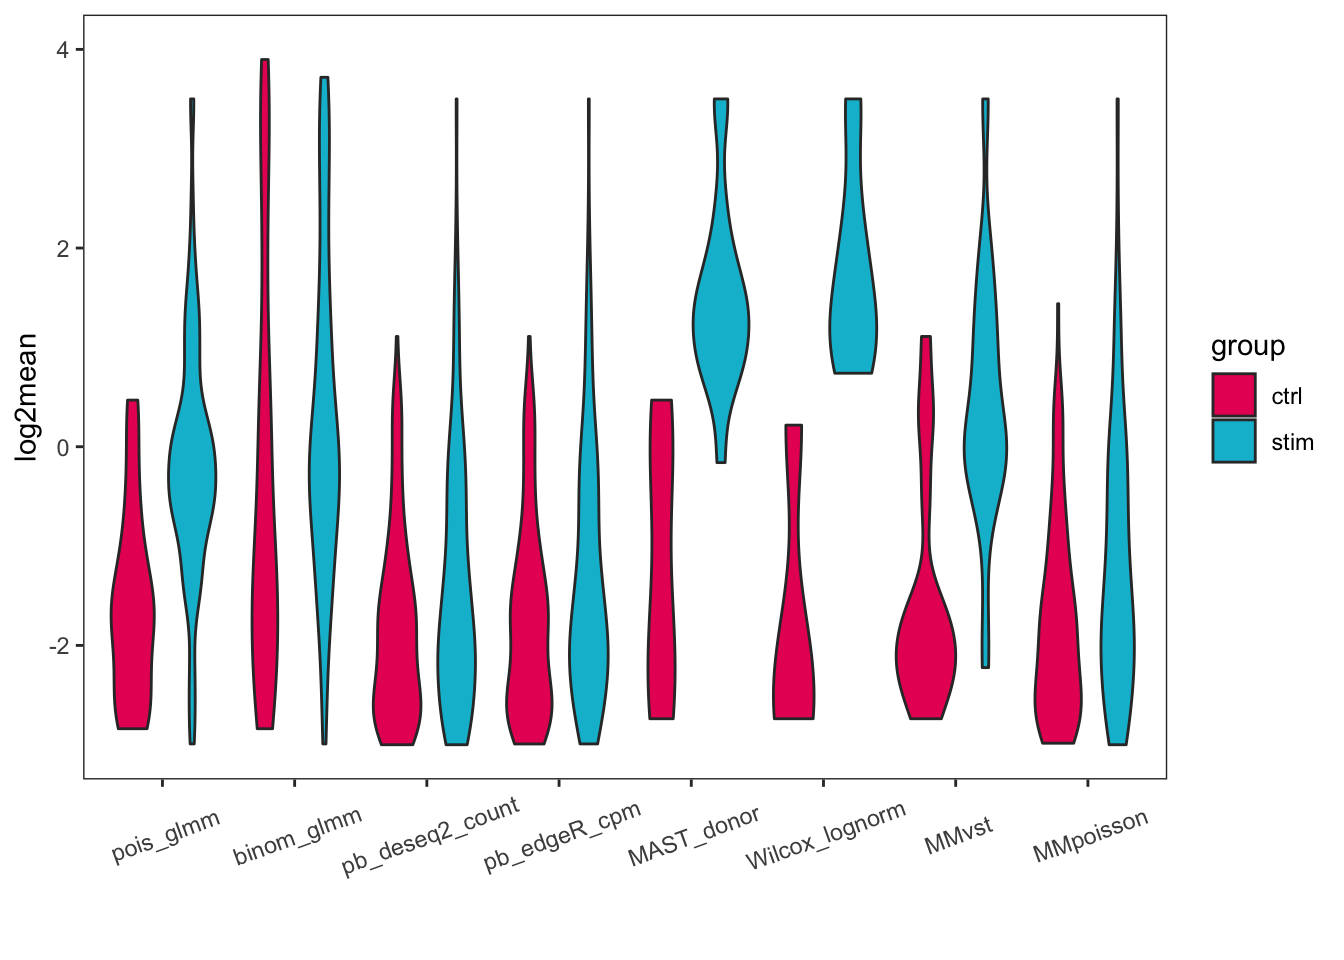 4
2
0
-2
log2mean
pois_glmm
binom_glmm
pb_deseq2_count
pb_edgeR_cpm
MAST_donor
Wilcox_lognorm
MMvst
MMpoisson
group
ctrl
stim